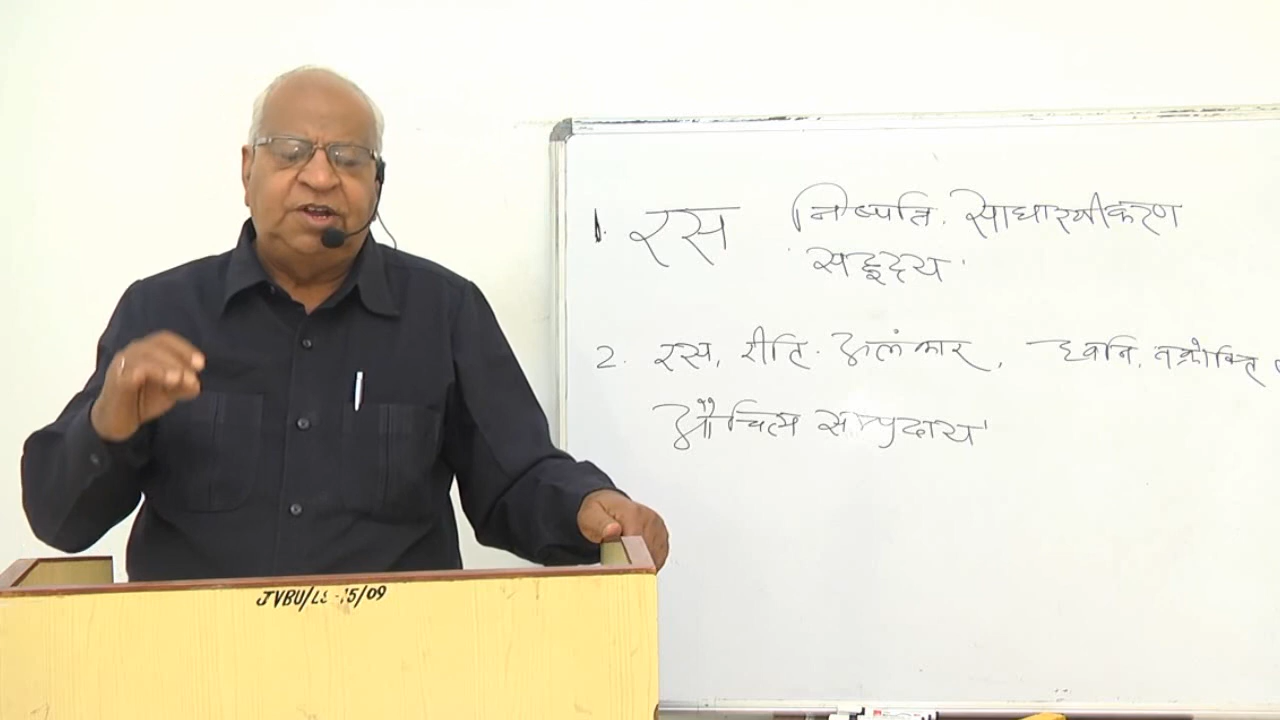 1. रस निष्पति. साधारणीकरण
सहृदय
2. रस, रीति. अलंकार, ध्वनि, वक्रोक्ति
औचित्य सम्प्रदाय
JVBU/LS-15/09